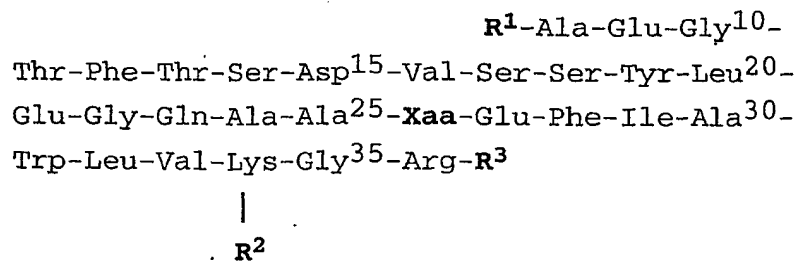 R¹-Ala-Glu-Gly¹⁰-
Thr-Phe-Thr-Ser-Asp¹⁵-Val-Ser-Ser-Tyr-Leu²⁰-
Glu-Gly-Gln-Ala-Ala²⁵-Xaa-Glu-Phe-Ile-Ala³⁰-
Trp-Leu-Val-Lys-Gly³⁵-Arg-R³
|
R²